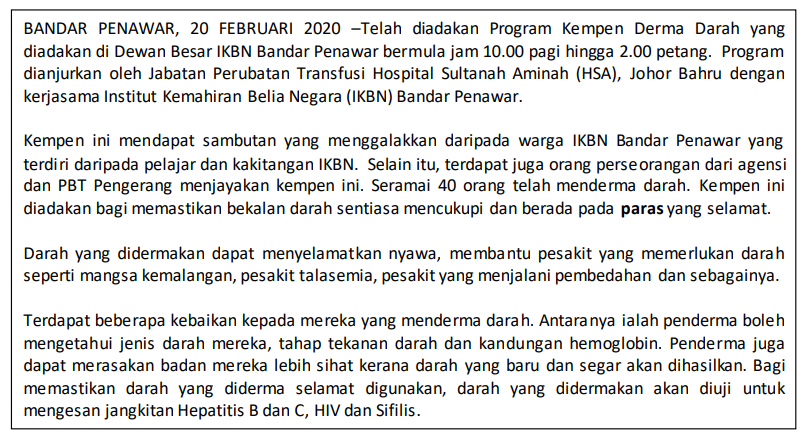 BANDAR PENAWAR, 20 FEBRUARI 2020 –Telah diadakan Program Kempen Derma Darah yang
diadakan di Dewan Besar IKBN Bandar Penawar bermula jam 10.00 pagi hingga 2.00 petang. Program
dianjurkan oleh Jabatan Perubatan Transfusi Hospital Sultanah Aminah (HSA), Johor Bahru dengan
kerjasama Institut Kemahiran Belia Negara (IKBN) Bandar Penawar.
Kempen ini mendapat sambutan yang menggalakkan daripada warga IKBN Bandar Penawar yang
terdiri daripada pelajar dan kakitangan IKBN. Selain itu, terdapat juga orang perseorangan dari agensi
dan PBT Pengerang menjayakan kempen ini. Seramai 40 orang telah menderma darah. Kempen ini
diadakan bagi memastikan bekalan darah sentiasa mencukupi dan berada pada paras yang selamat.
Darah yang didermakan dapat menyelamatkan nyawa, membantu pesakit yang memerlukan darah
seperti mangsa kemalangan, pesakit talasemia, pesakit yang menjalani pembedahan dan sebagainya.
Terdapat beberapa kebaikan kepada mereka yang menderma darah. Antaranya ialah penderma boleh
mengetahui jenis darah mereka, tahap tekanan darah dan kandungan hemoglobin. Penderma juga
dapat merasakan badan mereka lebih sihat kerana darah yang baru dan segar akan dihasilkan. Bagi
memastikan darah yang diderma selamat digunakan, darah yang didermakan akan diuji untuk
mengesan jangkitan Hepatitis B dan C, HIV dan Sifilis.